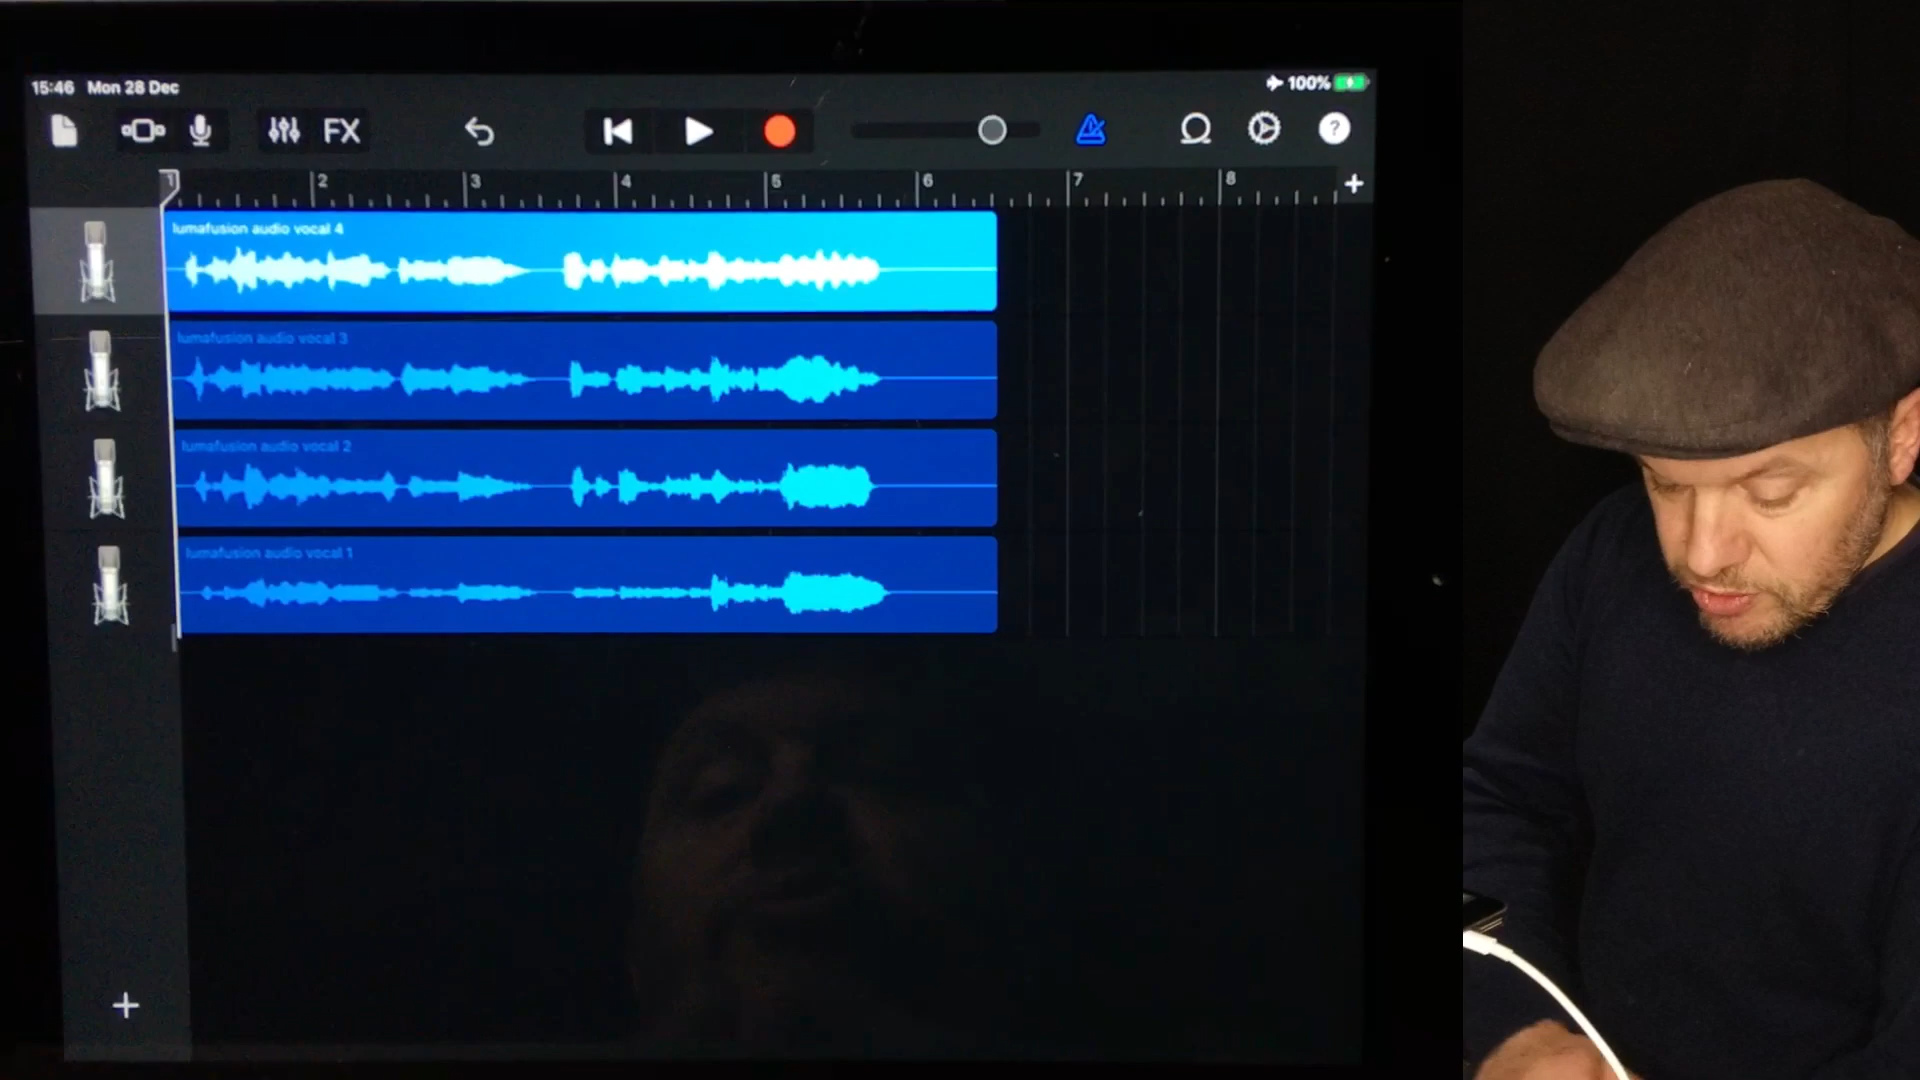 15:46 Mon 28 Dec
100%
FX
?
1 2 3 4 5 6 7 8
lumafusion audio vocal 4
lumafusion audio vocal 3
lumafusion audio vocal 2
lumafusion audio vocal 1